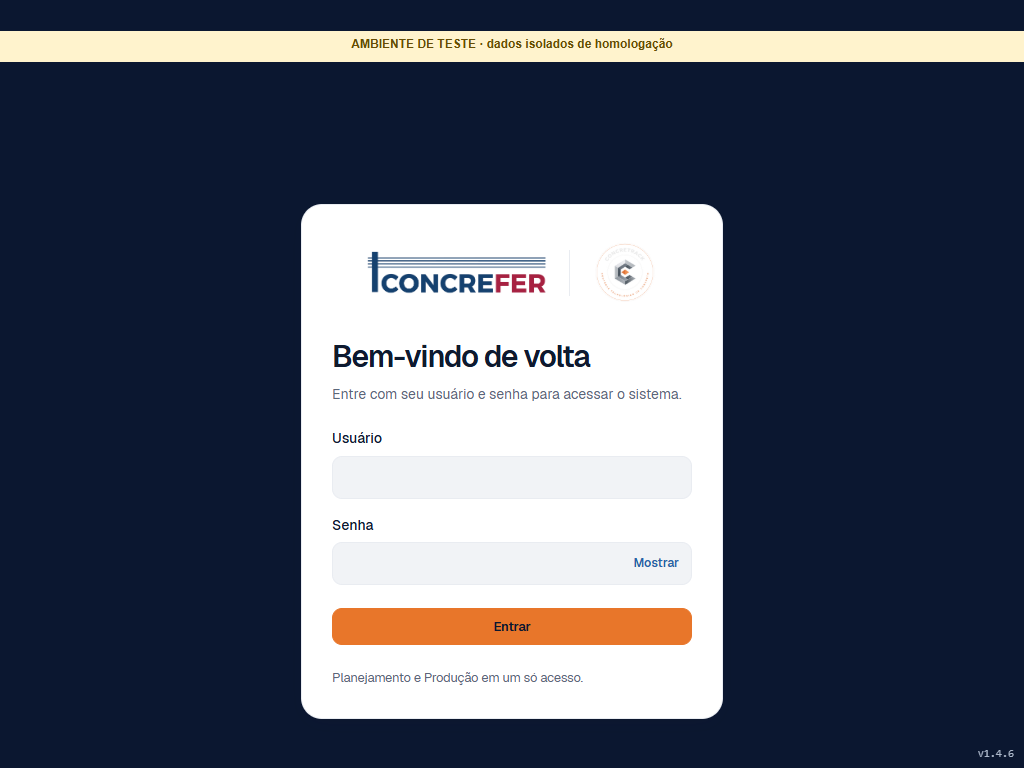 AMBIENTE DE TESTE · dados isolados de homologação
CONCREFER
Bem-vindo de volta
Entre com seu usuário e senha para acessar o sistema.
Usuário
Senha
Mostrar
Entrar
Planejamento e Produção em um só acesso.
v1.4.6